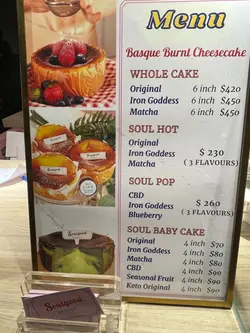 Menu
Basque Burnt Cheesecake
WHOLE CAKE
Original 6 inch $420
Iron Goddess 6 inch $450
Matcha 6 inch $450
SOUL HOT
Original
Iron Goddess $ 230
Matcha ( 3 FLAVOURS)
SOUL POP
CBD
Iron Goddess $ 260
Blueberry ( 3 FLAVOURS)
SOUL BABY CAKE
Original 4 inch $70
Iron Goddess 4 inch $80
Matcha 4 inch $80
CBD 4 inch $90
Seasonal Fruit 4 inch $90
Keto Original 4 inch $90
Soulgood
Soulgood